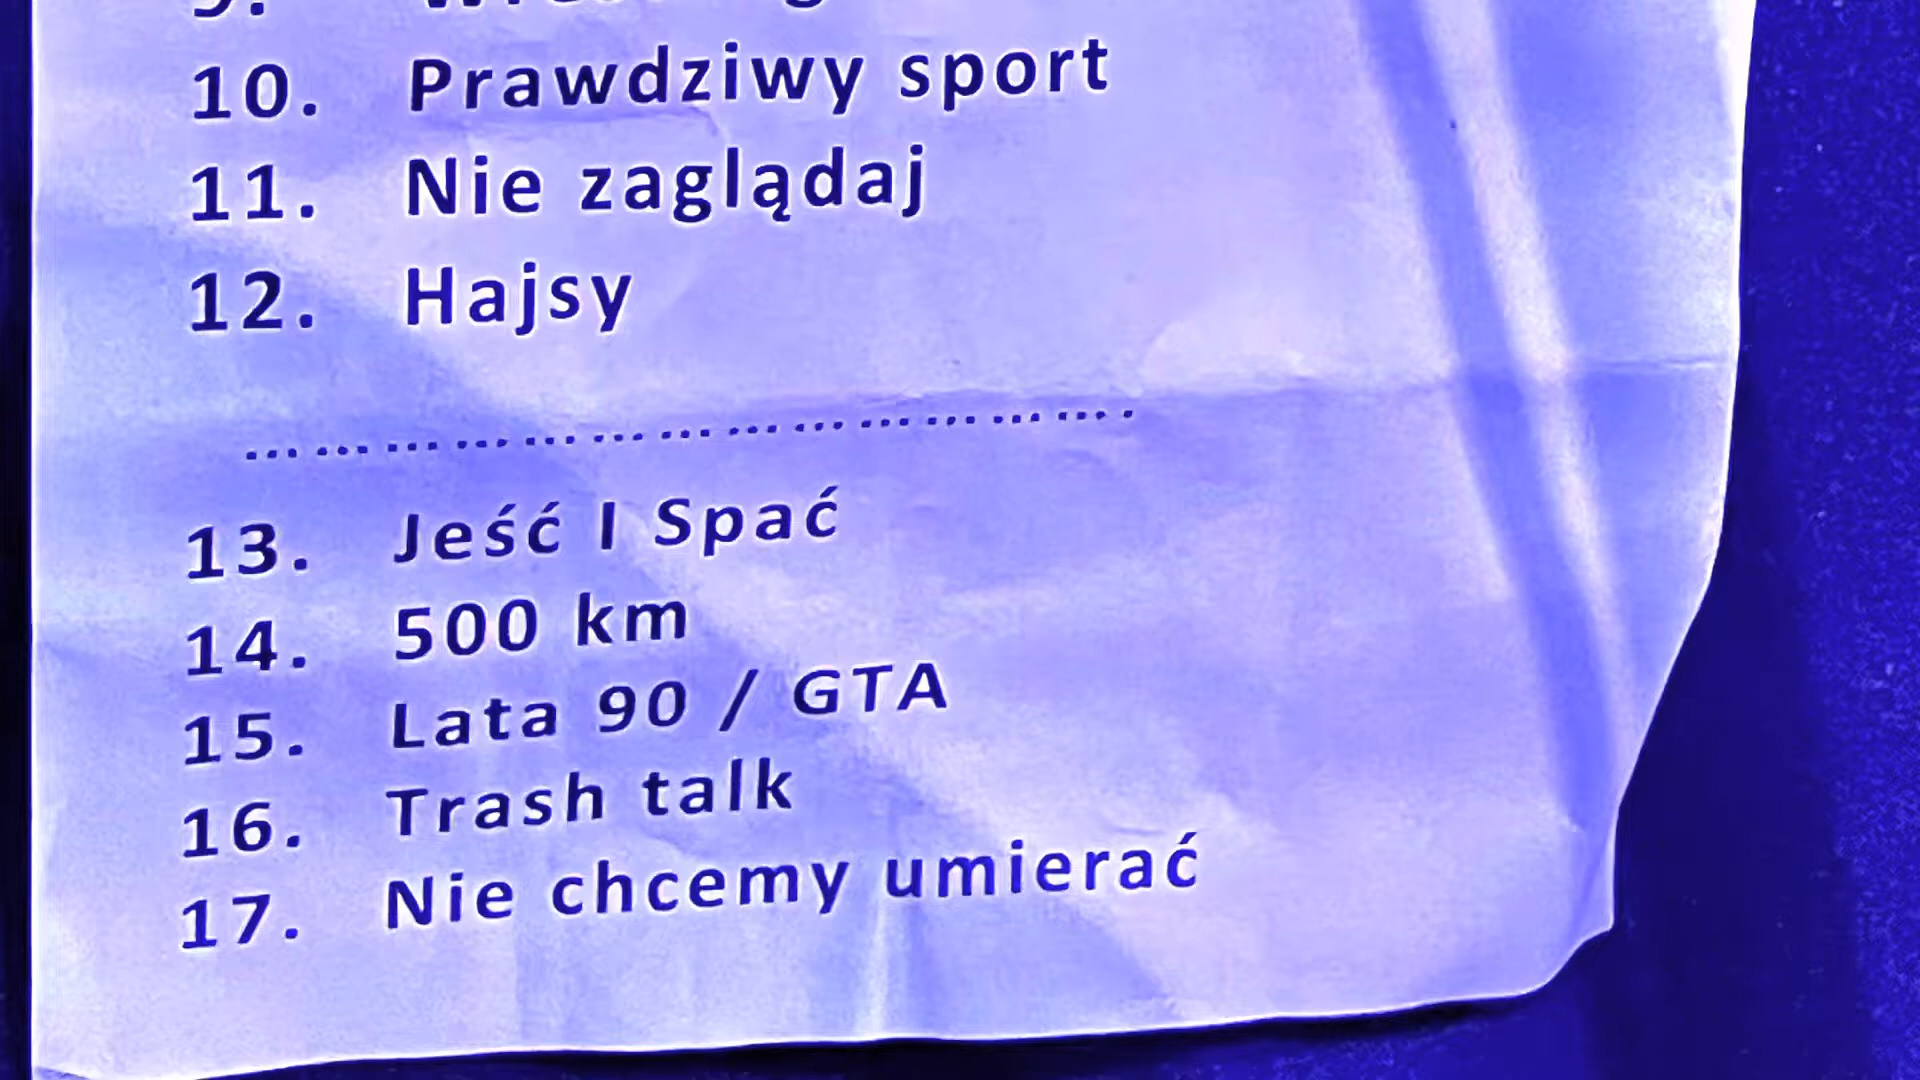 9.
10. Prawdziwy sport
11. Nie zaglądaj
12. Hajsy
………………………………….
13. Jeść I Spać
14. 500 km
15. Lata 90 / GTA
16. Trash talk
17. Nie chcemy umierać